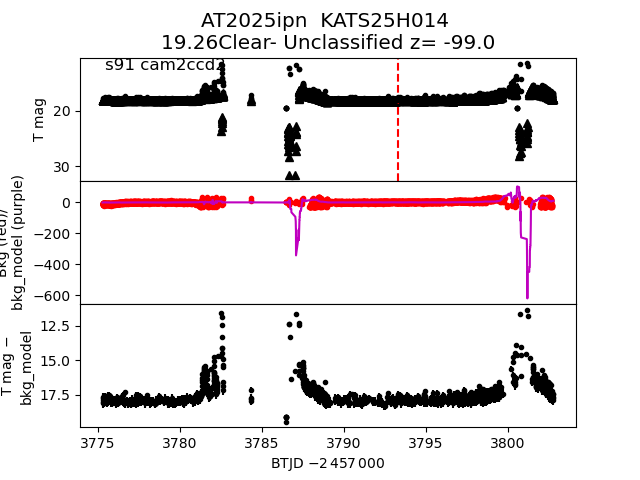 AT2025ipn  KATS25H014
19.26Clear- Unclassified z= -99.0
s91 cam2ccd2
T mag
20
30
Bkg (red)/
bkg_model (purple)
0
−200
−400
−600
T mag −
bkg_model
12.5
15.0
17.5
3775 3780 3785 3790 3795 3800
BTJD −2 457 000